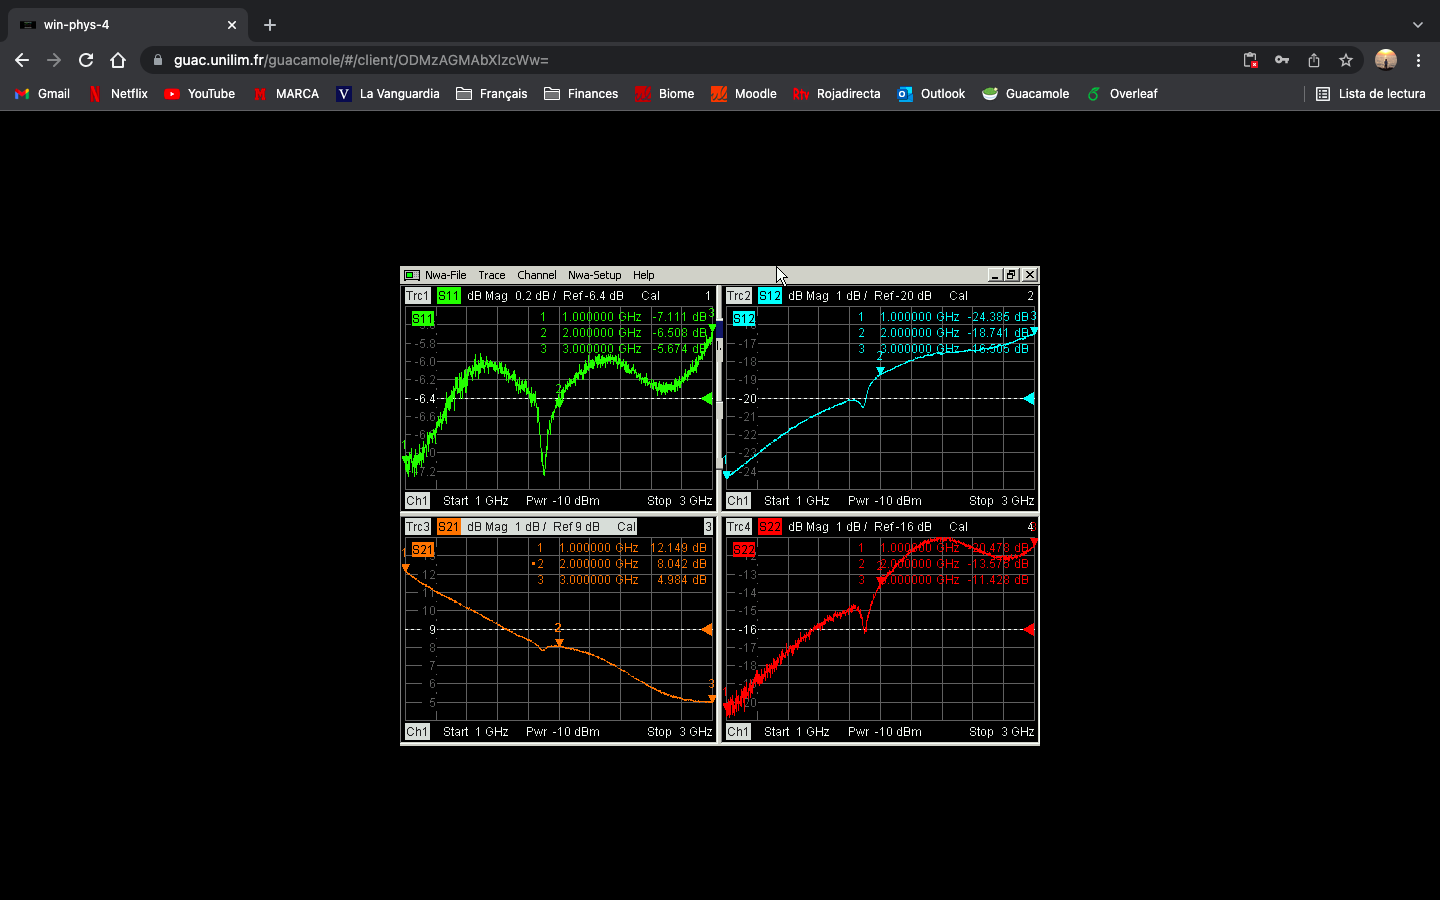 win-phys-4
guac.unilim.fr/guacamole/#/client/ODMzAGMAbXlzcWw=
Gmail Netflix YouTube MARCA La Vanguardia Français Finances Biome Moodle Rojadirecta Outlook Guacamole Overleaf Lista de lectura
Nwa-File Trace Channel Nwa-Setup Help
Trc1 S11 dB Mag 0.2 dB / Ref -6.4 dB Cal 1
S11
1 1.000000 GHz -7.111 dB
2 2.000000 GHz -6.508 dB
3 3.000000 GHz -5.674 dB
3
-5.8
-6.0
-6.2
-6.4
-6.6
2
1
Ch1 Start 1 GHz Pwr -10 dBm Stop 3 GHz
Trc2 S12 dB Mag 1 dB / Ref -20 dB Cal 2
S12
1 1.000000 GHz -24.385 dB
2 2.000000 GHz -18.741 dB
3 3.000000 GHz -16.505 dB
3
2
-17
-18
-19
-20
-21
-22
-23
-24
1
Ch1 Start 1 GHz Pwr -10 dBm Stop 3 GHz
Trc3 S21 dB Mag 1 dB / Ref 9 dB Cal 3
S21
1 1.000000 GHz 12.149 dB
•2 2.000000 GHz 8.042 dB
3 3.000000 GHz 4.984 dB
1
12
11
10
9
8
7
6
5
2
3
Ch1 Start 1 GHz Pwr -10 dBm Stop 3 GHz
Trc4 S22 dB Mag 1 dB / Ref -16 dB Cal 4
S22
1 1.000000 GHz -20.478 dB
2 2.000000 GHz -13.575 dB
3 3.000000 GHz -11.428 dB
-13
-14
-15
-16
-17
-18
Ch1 Start 1 GHz Pwr -10 dBm Stop 3 GHz